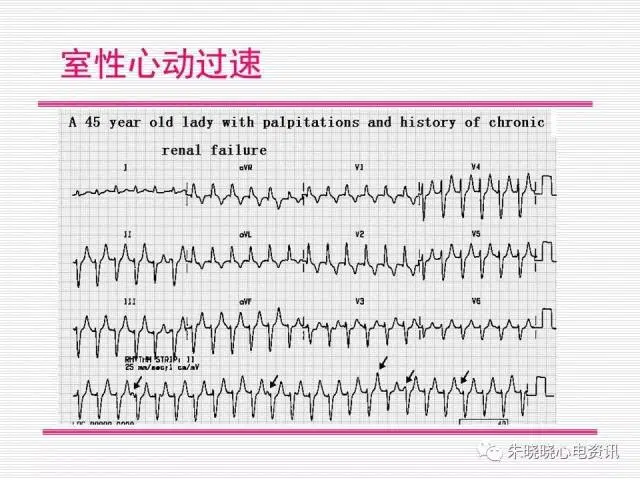 室性心动过速
A 45 year old lady with palpitations and history of chronic
renal failure
I aVR V1 V4
II aVL V2 V5
III aVF V3 V6
RHYTHM STRIP: II
25 mm/sec;1 cm/mV
朱晓晓心电资讯